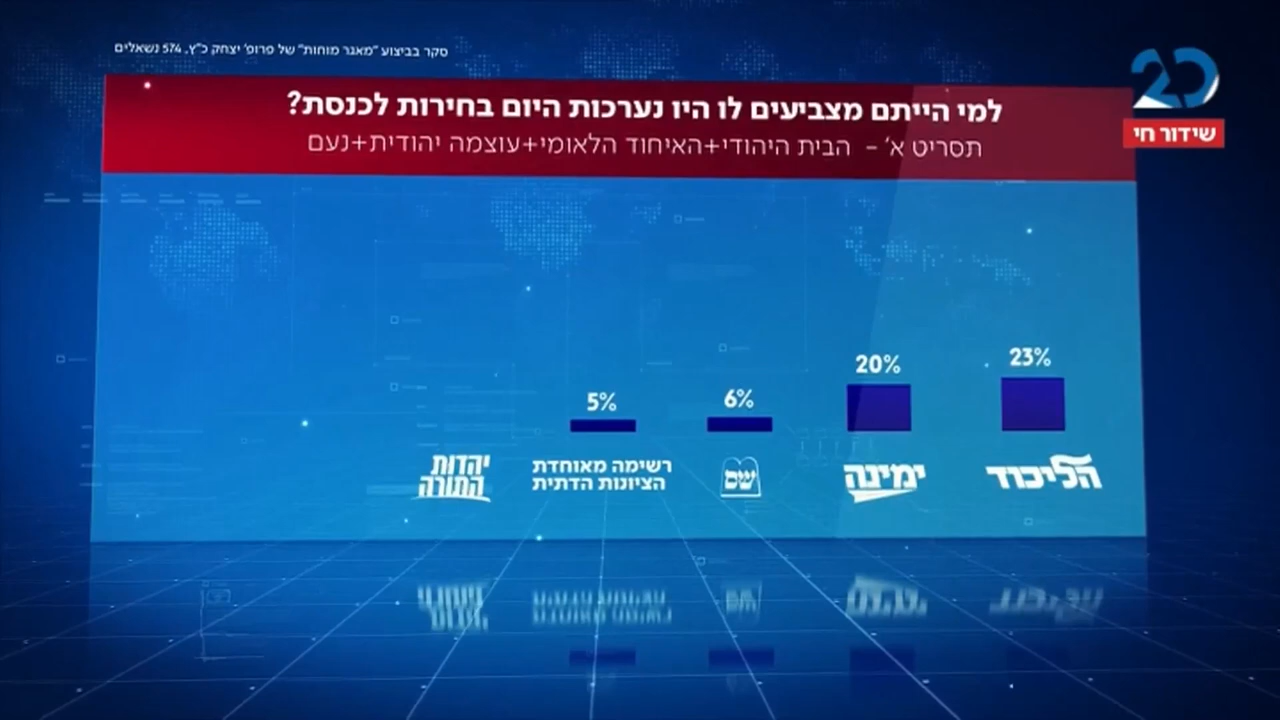 סקר בביצוע "מאגר מוחות" של פרופ' יצחק כ"ץ, 574 נשאלים
20
שידור חי
למי הייתם מצביעים לו היו נערכות היום בחירות לכנסת?
תסריט א' - הבית היהודי+האיחוד הלאומי+עוצמה יהודית+נעם
23%
20%
6%
5%
הליכוד
ימינה
שס
רשימה מאוחדת
הציונות הדתית
יהדות
התורה